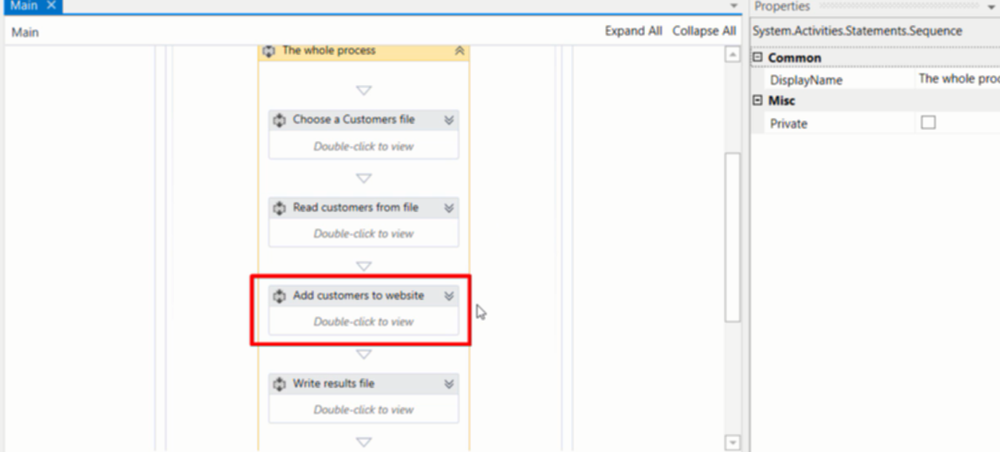 Main
Properties
Main
Expand All
Collapse All
System.Activities.Statements.Sequence
The whole process
Common
DisplayName
The whole proc
Misc
Private
Choose a Customers file
Double-click to view
Read customers from file
Double-click to view
Add customers to website
Double-click to view
Write results file
Double-click to view